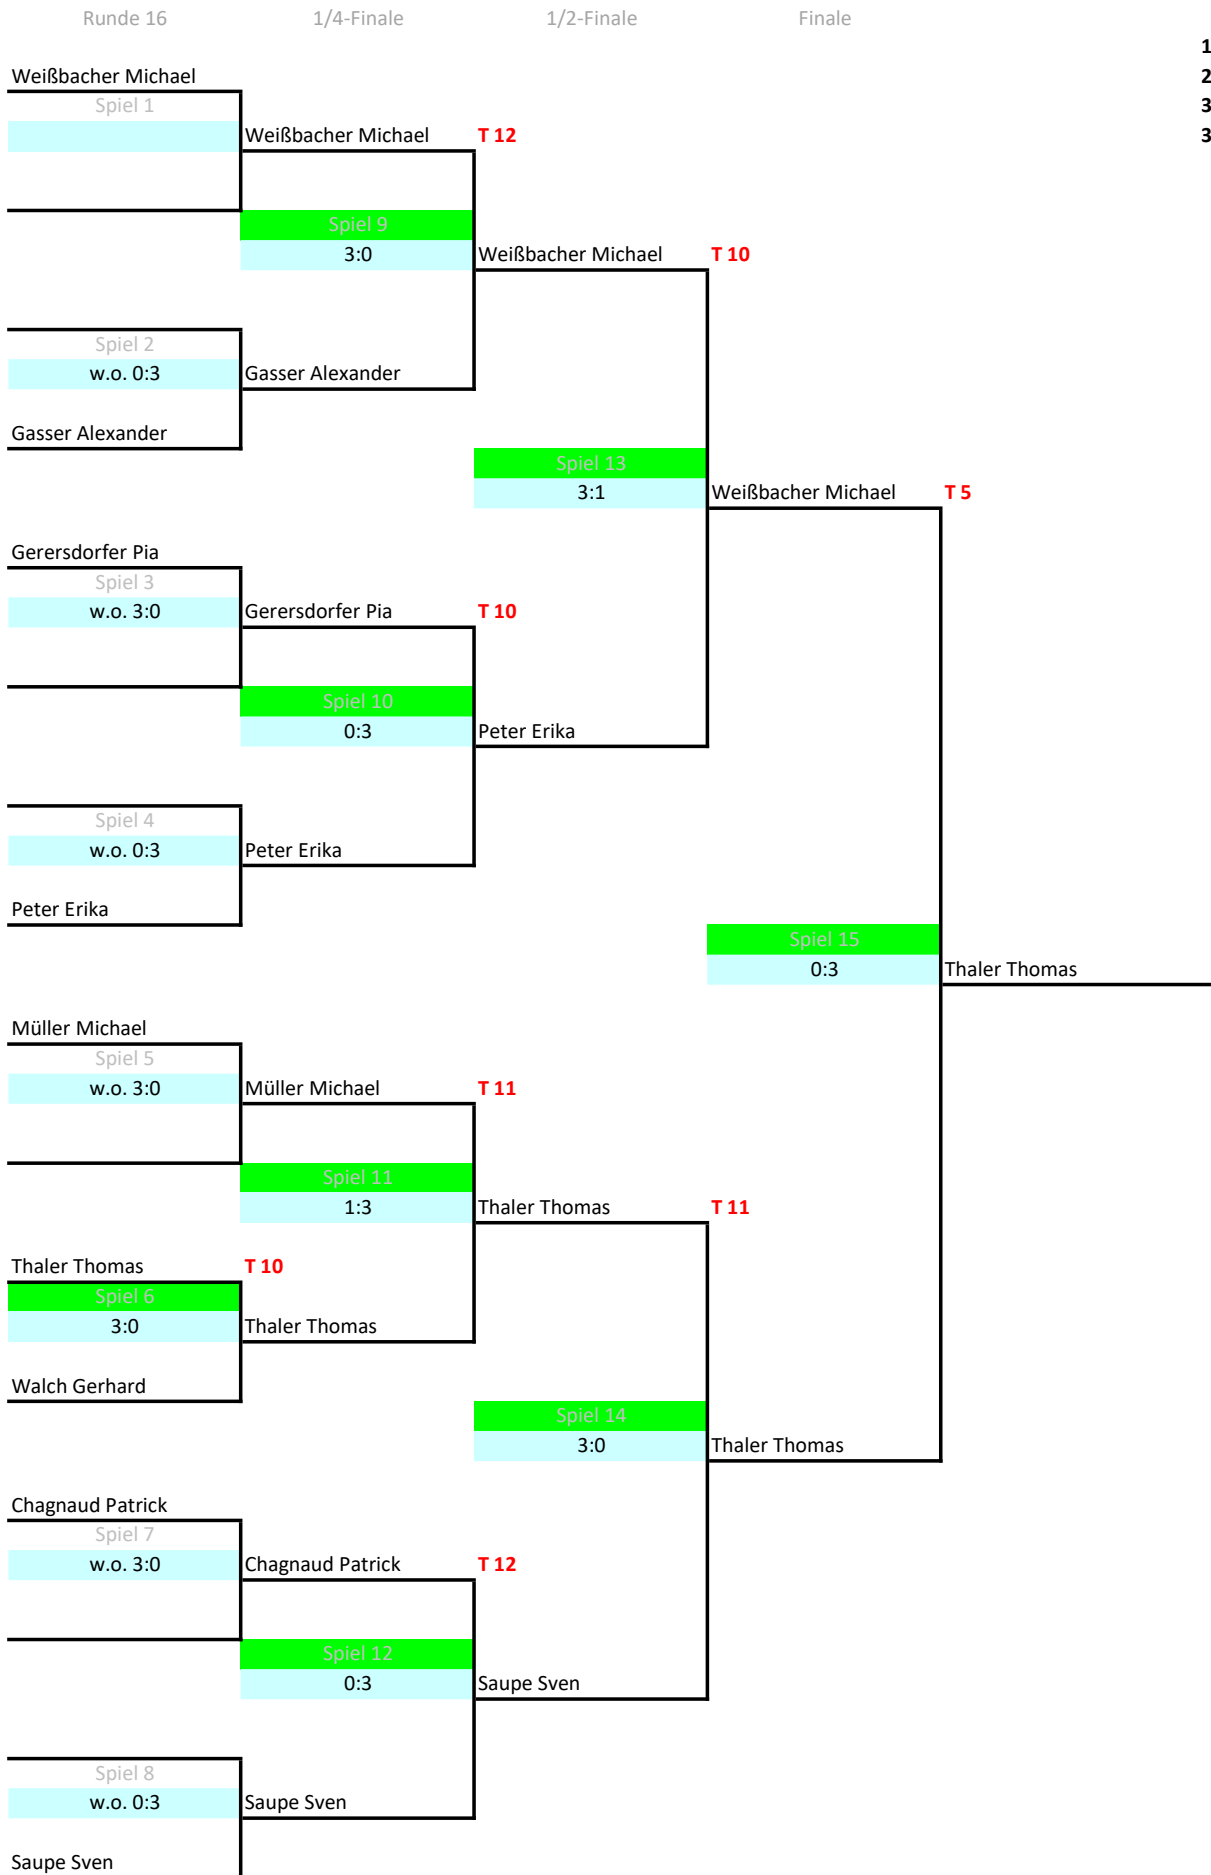 Runde 16 1/4-Finale 1/2-Finale Finale
1
Weißbacher Michael 2
Spiel 1 3
Weißbacher Michael T 12 3
Spiel 9
3:0 Weißbacher Michael T 10
Spiel 2
w.o. 0:3 Gasser Alexander
Gasser Alexander
Spiel 13
3:1 Weißbacher Michael T 5
Gerersdorfer Pia
Spiel 3
w.o. 3:0 Gerersdorfer Pia T 10
Spiel 10
0:3 Peter Erika
Spiel 4
w.o. 0:3 Peter Erika
Peter Erika
Spiel 15
0:3 Thaler Thomas
Müller Michael
Spiel 5
w.o. 3:0 Müller Michael T 11
Spiel 11
1:3 Thaler Thomas T 11
Thaler Thomas T 10
Spiel 6
3:0 Thaler Thomas
Walch Gerhard
Spiel 14
3:0 Thaler Thomas
Chagnaud Patrick
Spiel 7
w.o. 3:0 Chagnaud Patrick T 12
Spiel 12
0:3 Saupe Sven
Spiel 8
w.o. 0:3 Saupe Sven
Saupe Sven